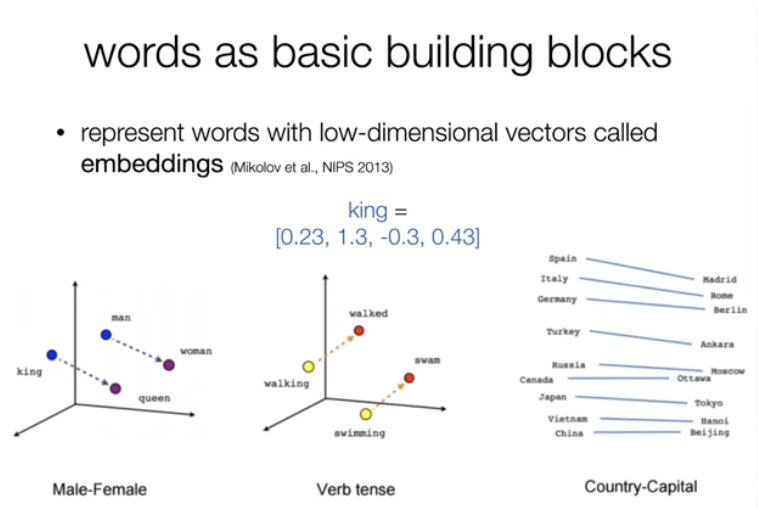 words as basic building blocks
• represent words with low-dimensional vectors called
embeddings (Mikolov et al., NIPS 2013)
king =
[0.23, 1.3, -0.3, 0.43]
man
woman
king
queen
Male-Female
walked
swam
walking
swimming
Verb tense
Spain
Madrid
Italy
Rome
Germany
Berlin
Turkey
Ankara
Russia
Moscow
Canada
Ottawa
Japan
Tokyo
Vietnam
Hanoi
China
Beijing
Country-Capital